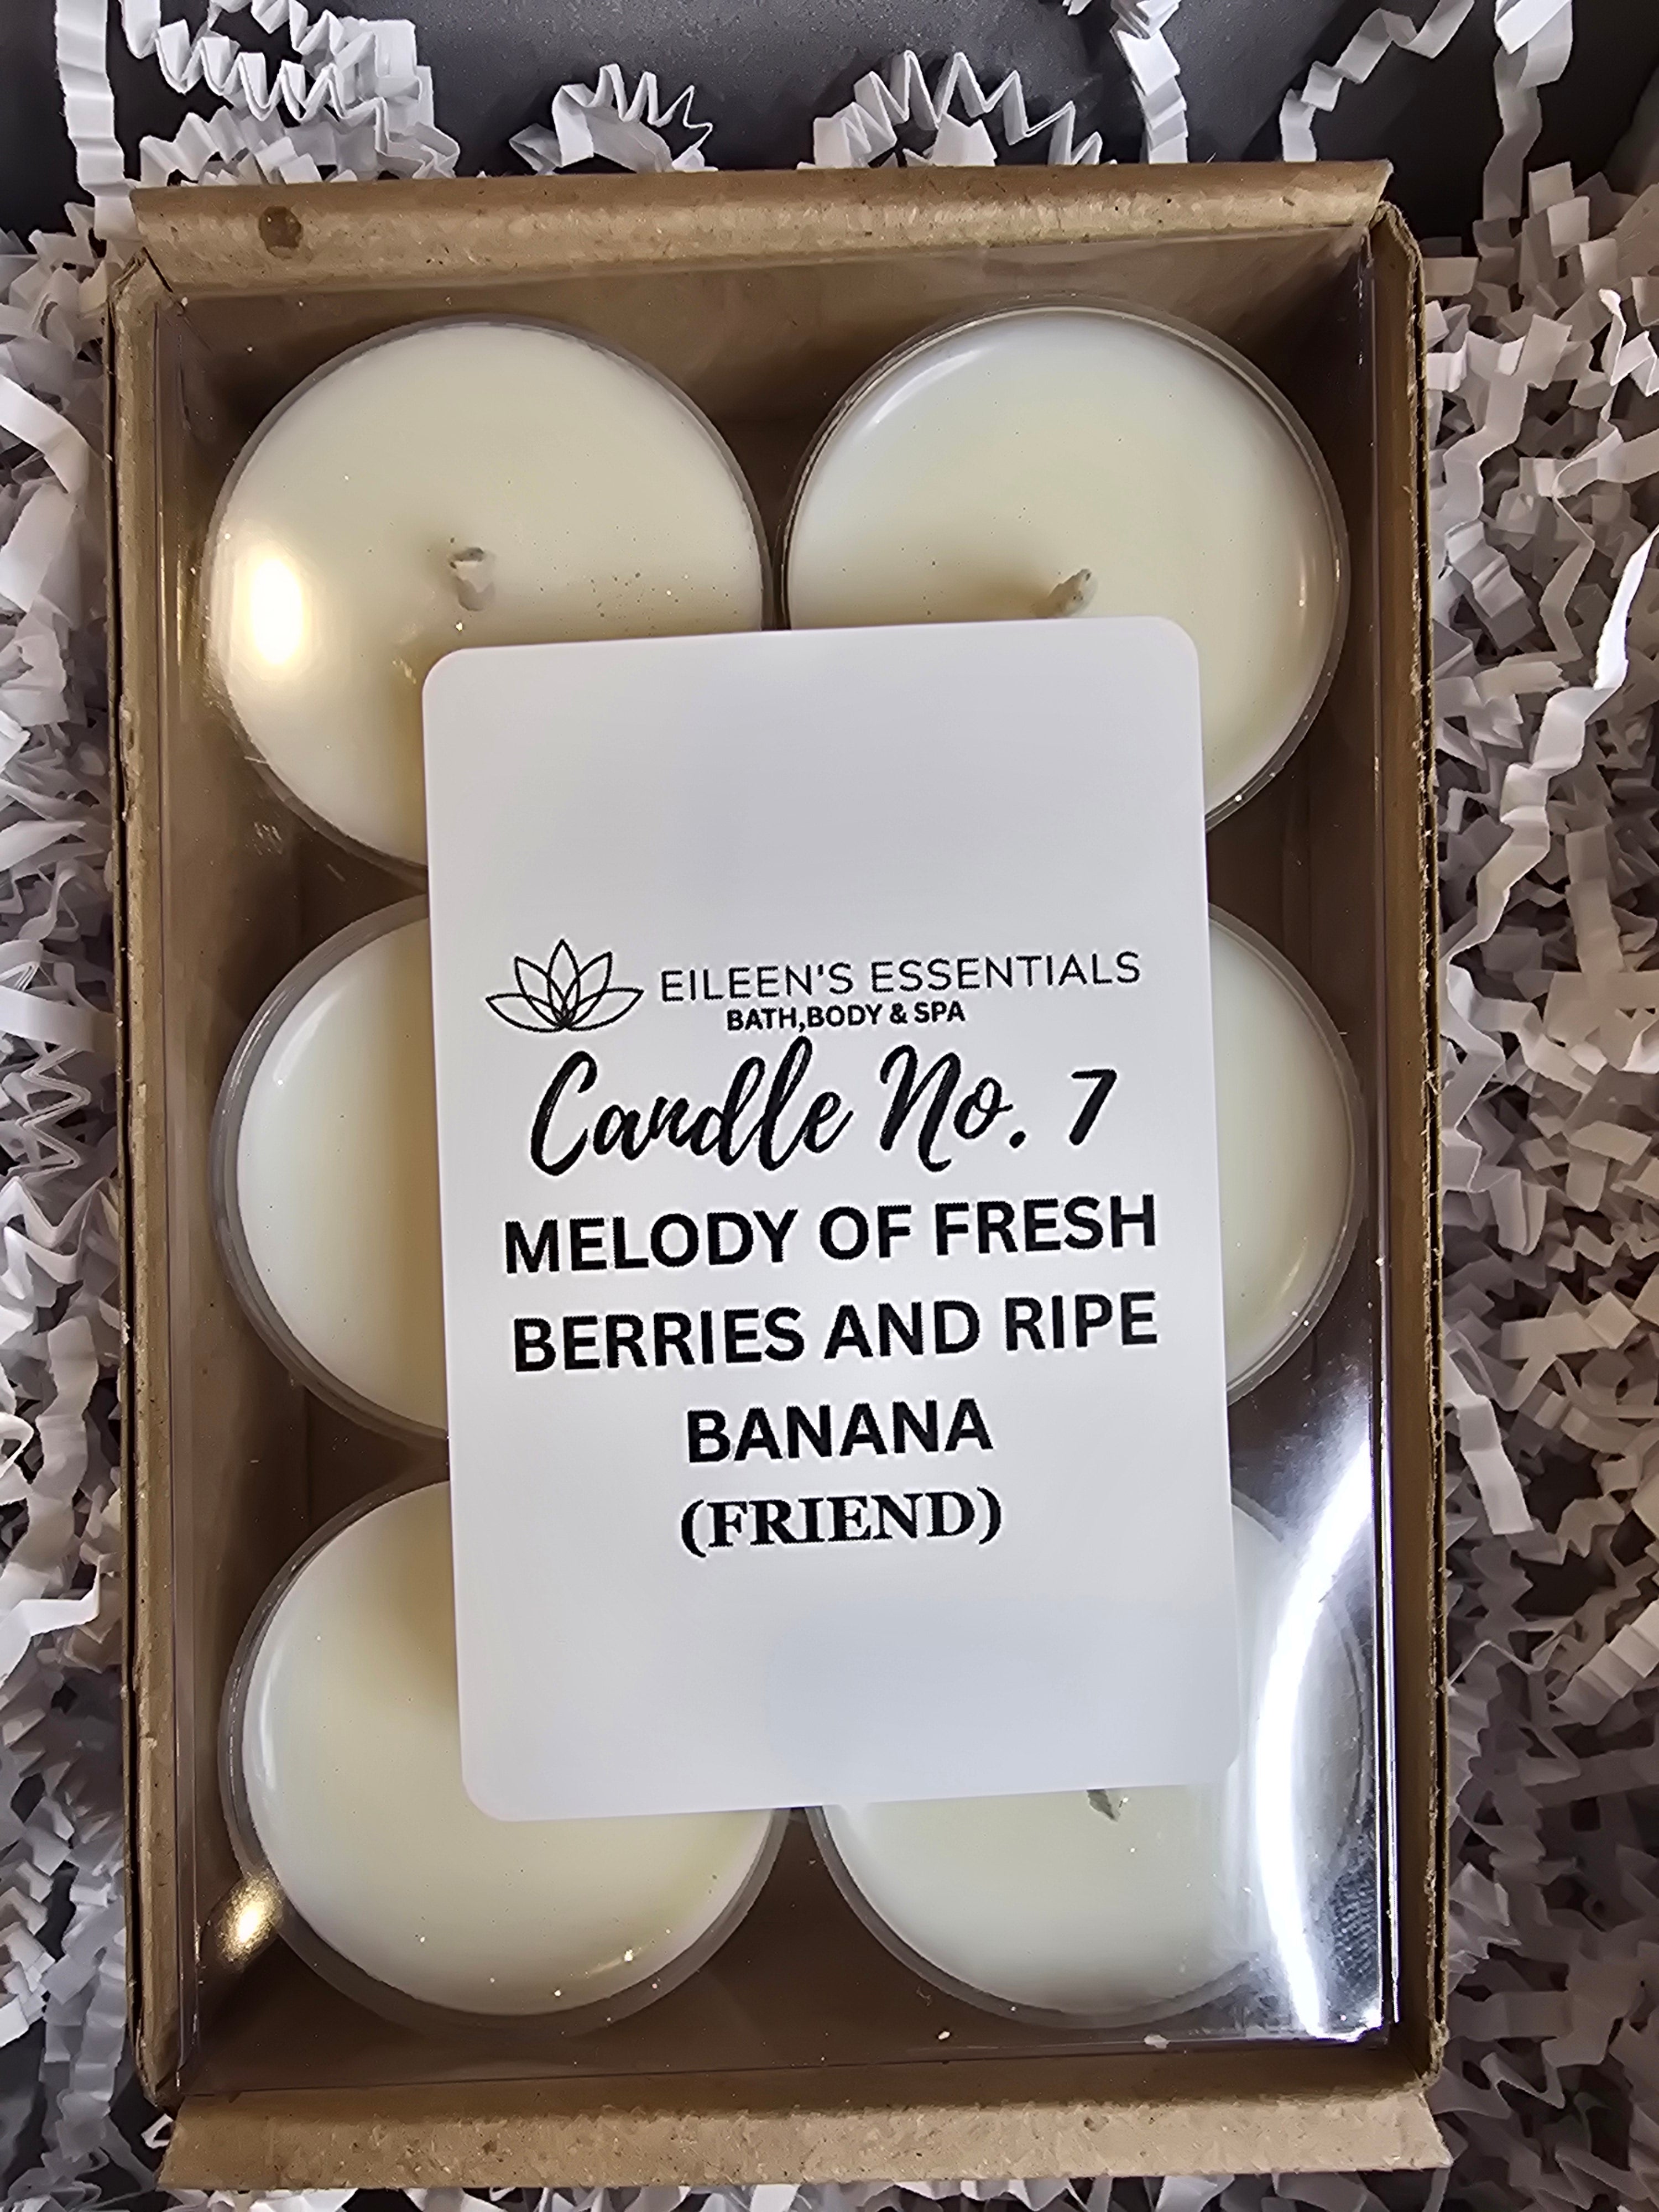 EILEEN'S ESSENTIALS
BATH,BODY & SPA
Candle No. 7
MELODY OF FRESH
BERRIES AND RIPE
BANANA
(FRIEND)